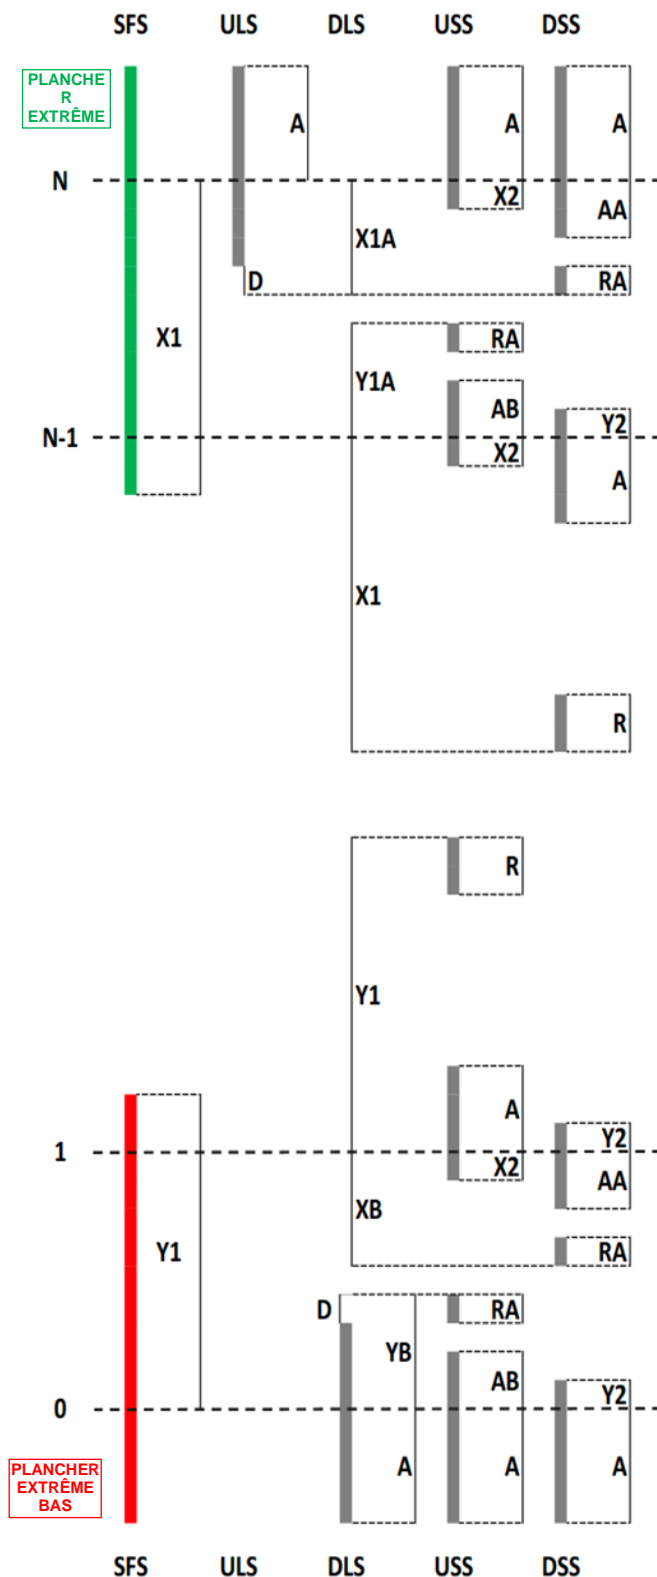 SFS ULS DLS USS DSS
PLANCHE
R
EXTRÊME
A A A
N
X2
AA
X1A
D RA
X1 RA
Y1A
AB Y2
N-1
X2
A
X1
R
R
Y1
A
Y2
1
X2
AA
XB
Y1 RA
D RA
YB
AB Y2
0
A A A
PLANCHER
EXTRÊME
BAS
SFS ULS DLS USS DSS